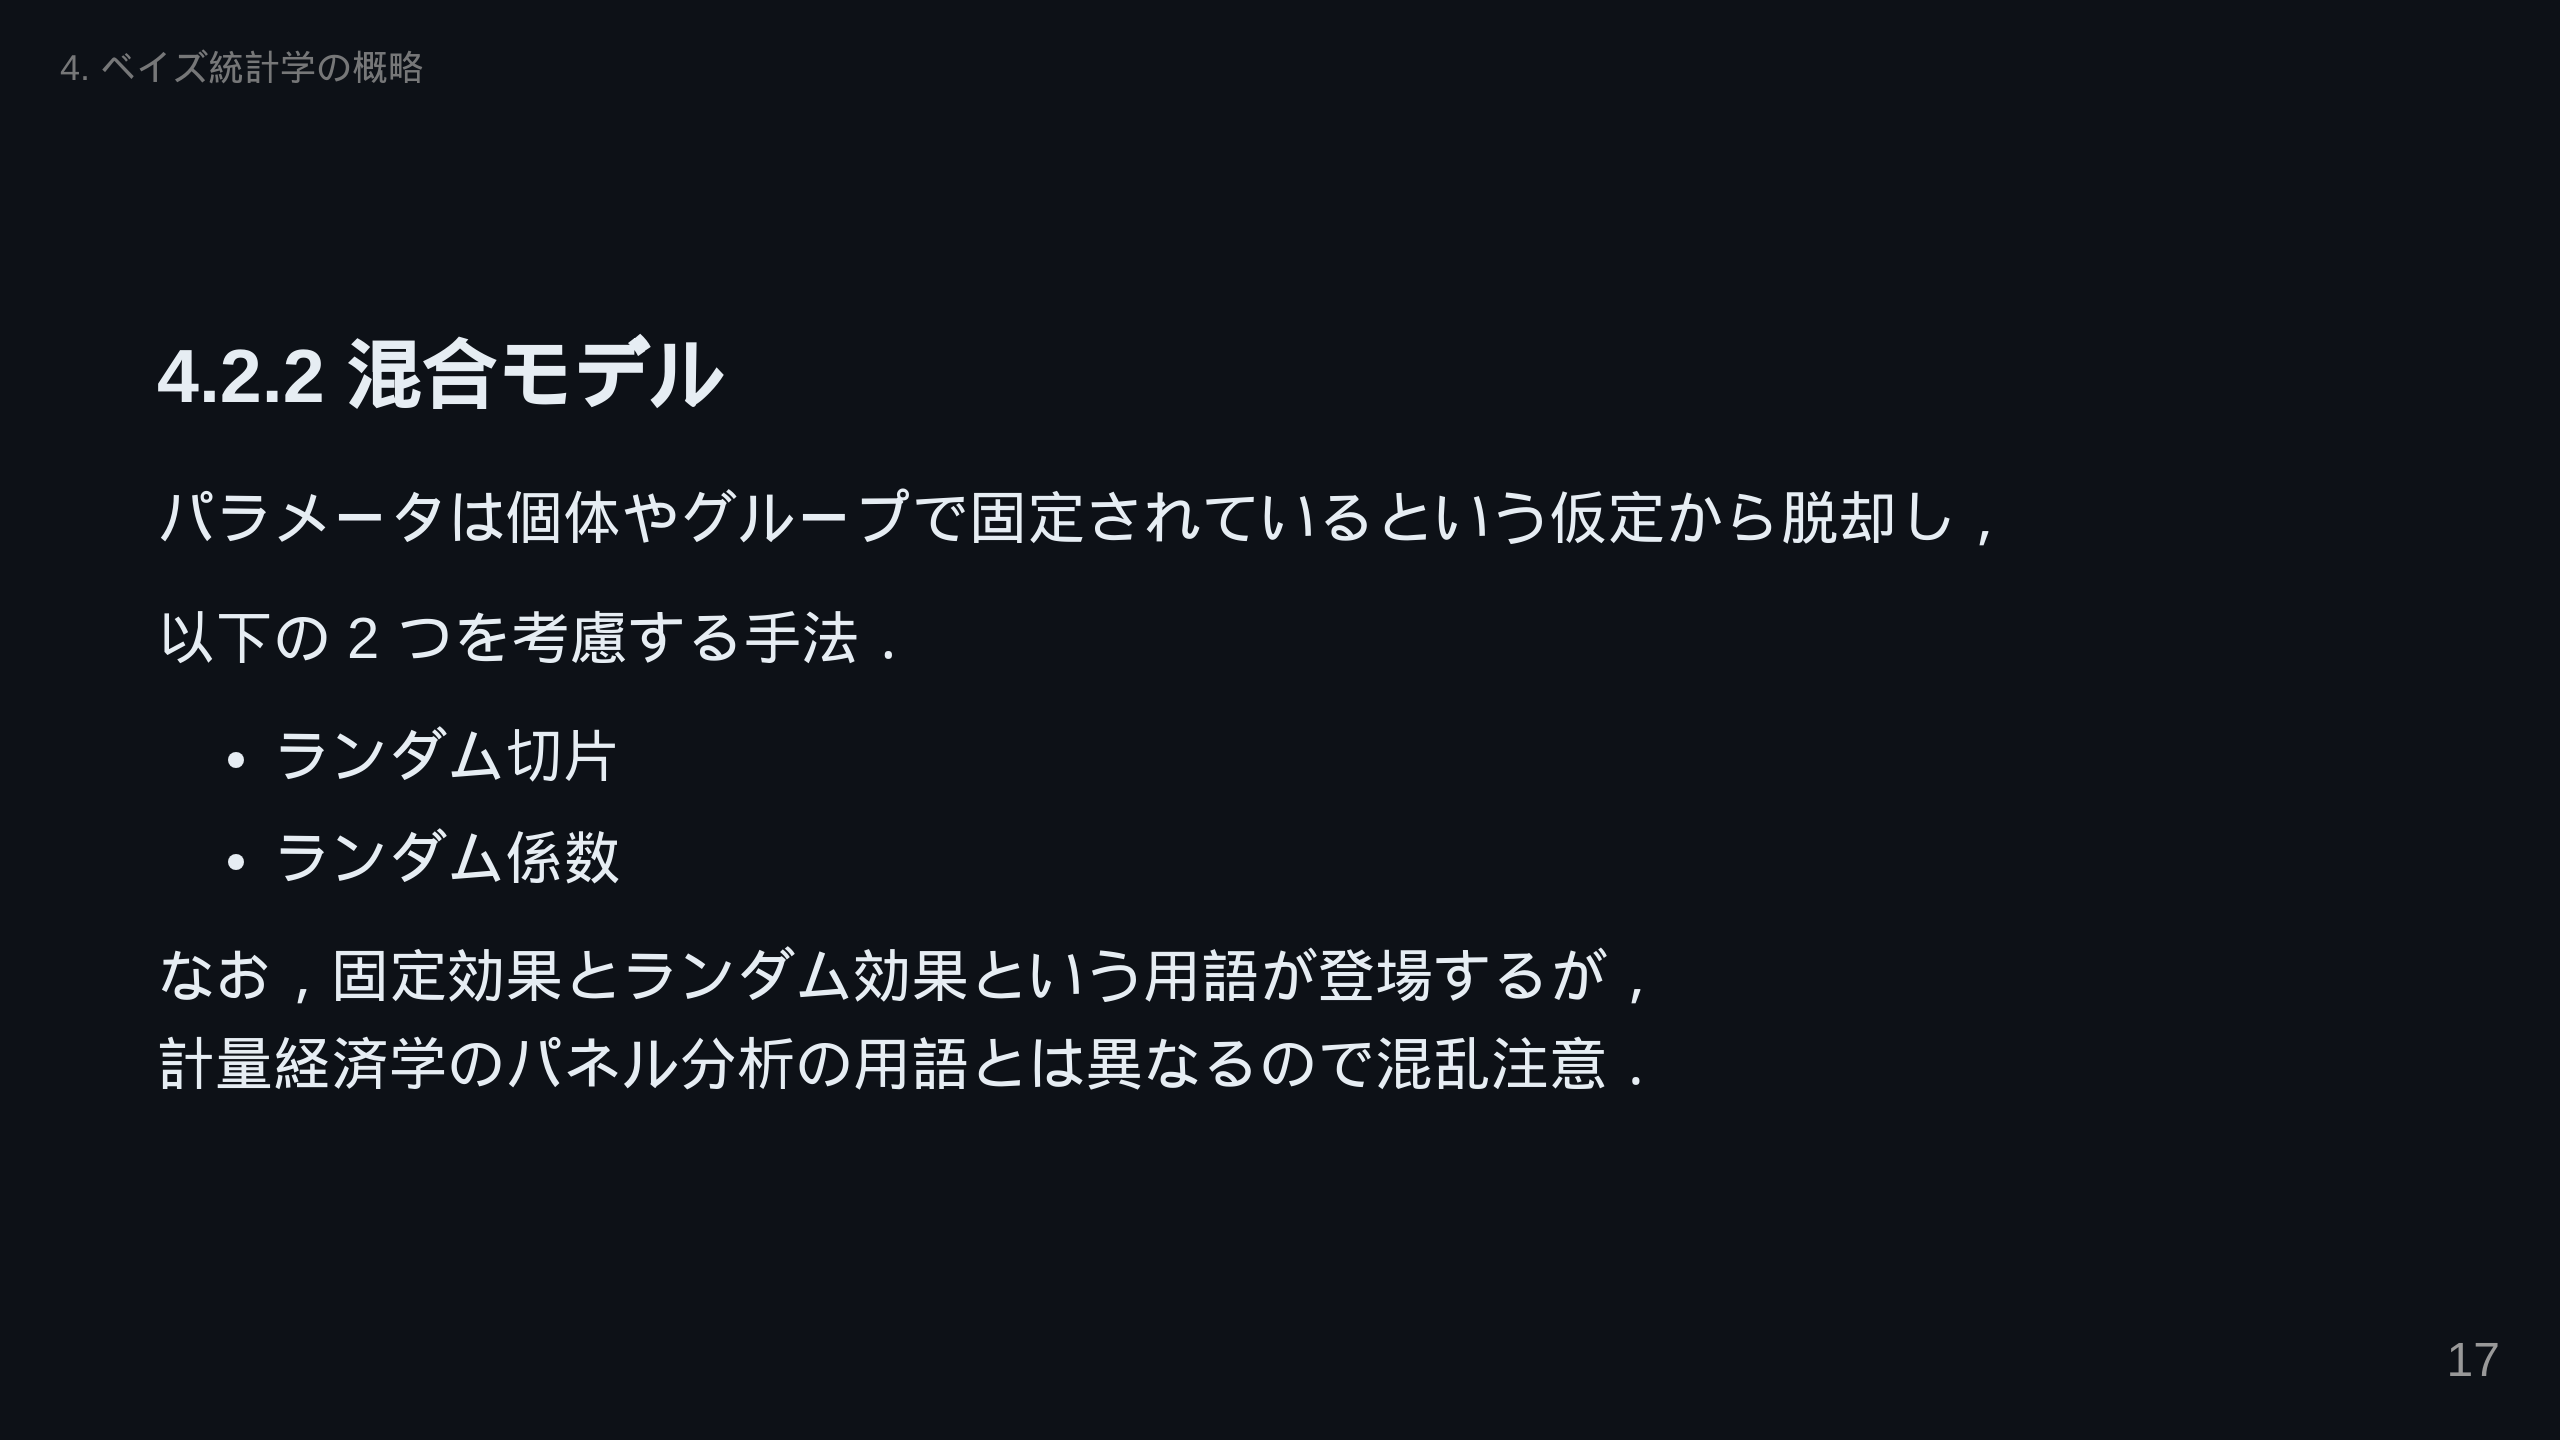 4. ベイズ統計学の概略
4.2.2 混合モデル
パラメータは個体やグループで固定されているという仮定から脱却し，
以下の 2 つを考慮する手法．
• ランダム切片
• ランダム係数
なお，固定効果とランダム効果という用語が登場するが，
計量経済学のパネル分析の用語とは異なるので混乱注意．
17